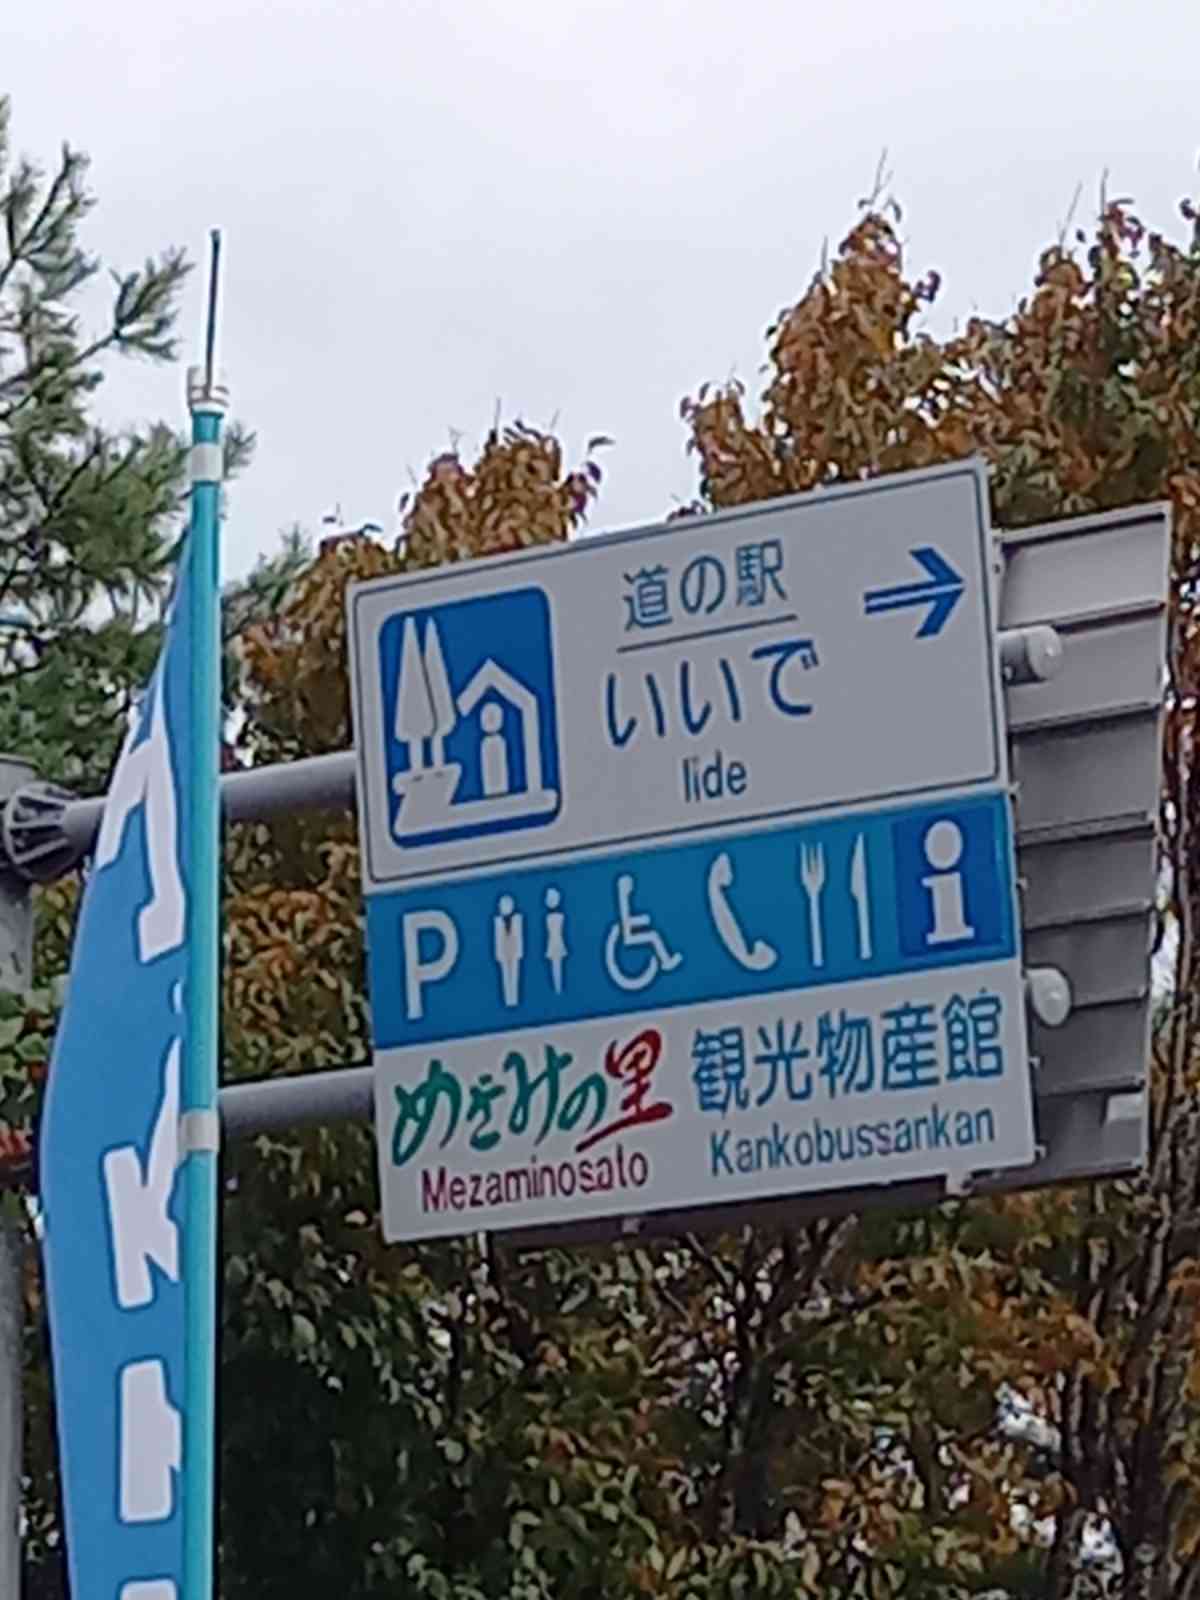 道の駅
いいで
Iide
P
めざみの里 観光物産館
Mezaminosato Kankobussankan